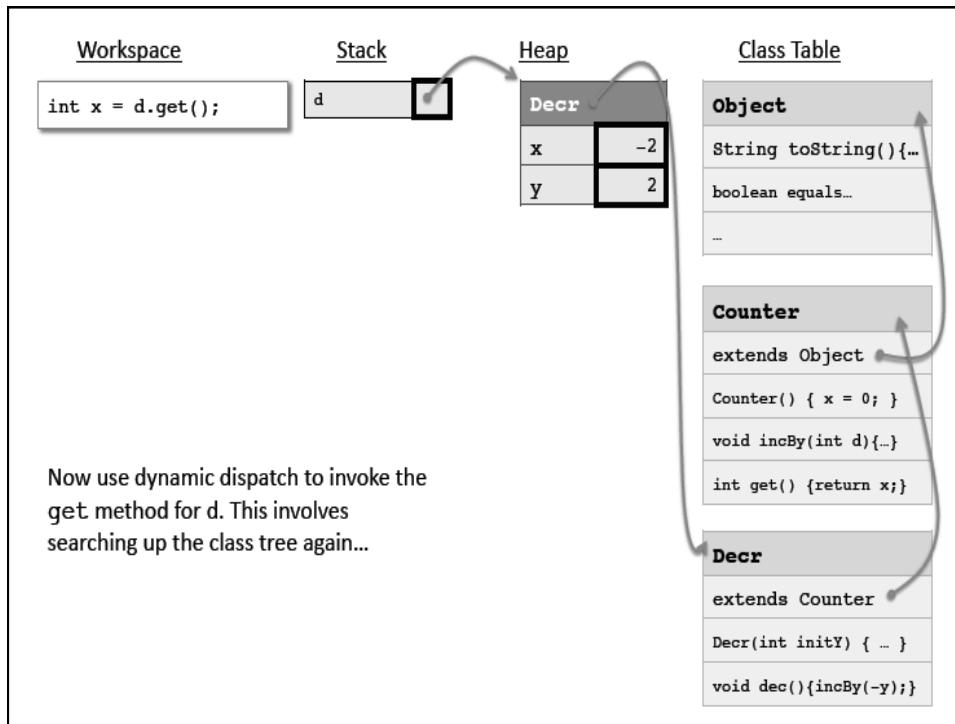 Workspace
Stack
Heap
Class Table
int x = d.get();
d
Decr
x
-2
y
2
Object
String toString(){…
boolean equals…
…
Counter
extends Object
Counter() { x = 0; }
void incBy(int d){…}
int get() {return x;}
Decr
extends Counter
Decr(int initY) { … }
void dec(){incBy(-y);}
Now use dynamic dispatch to invoke the
get method for d. This involves
searching up the class tree again…